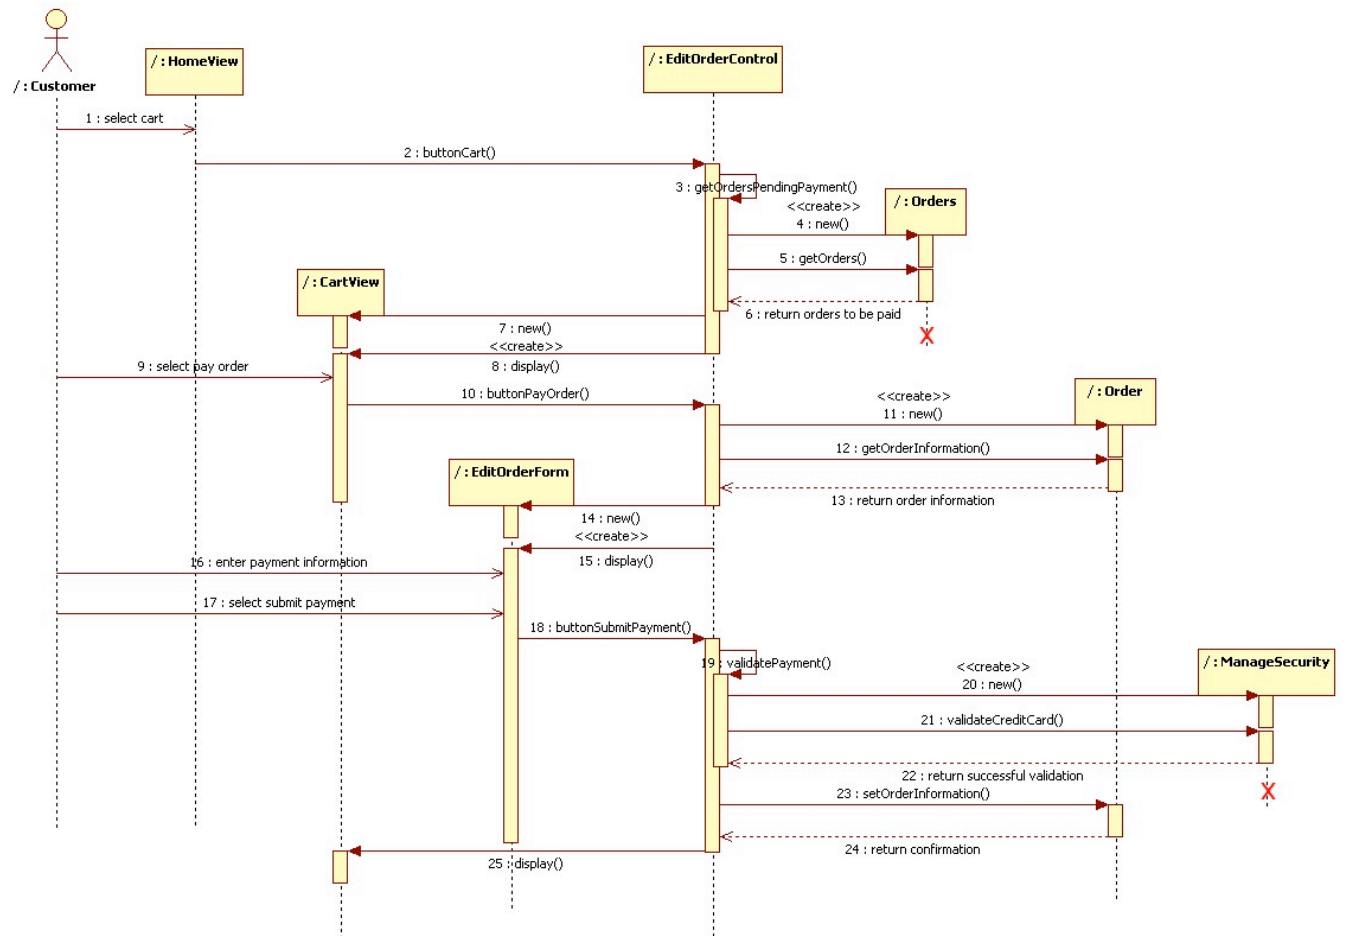 / : Customer
/ : HomeView
/ : EditOrderControl
1 : select cart
2 : buttonCart()
3 : getOrdersPendingPayment()
/ : Orders
<<create>>
4 : new()
5 : getOrders()
6 : return orders to be paid
/ : CartView
7 : new()
<<create>>
8 : display()
9 : select pay order
10 : buttonPayOrder()
/ : Order
<<create>>
11 : new()
12 : getOrderInformation()
13 : return order information
/ : EditOrderForm
14 : new()
<<create>>
15 : display()
16 : enter payment information
17 : select submit payment
18 : buttonSubmitPayment()
19 : validatePayment()
/ : ManageSecurity
<<create>>
20 : new()
21 : validateCreditCard()
22 : return successful validation
23 : setOrderInformation()
24 : return confirmation
25 : display()